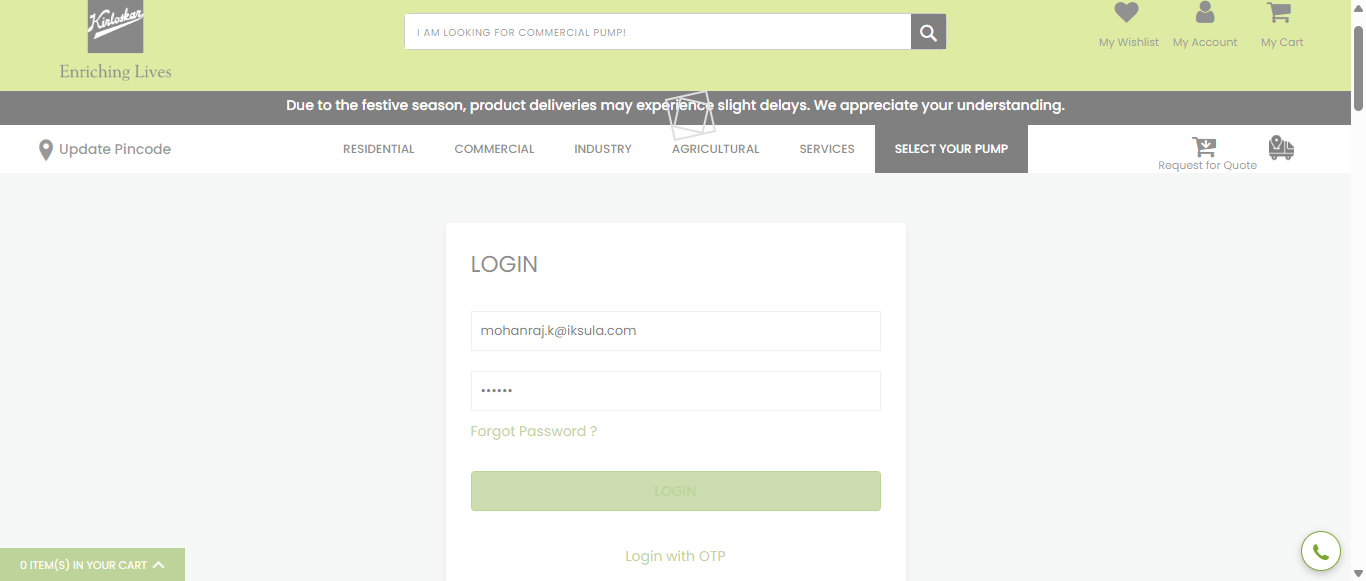 Kirloskar
Enriching Lives
I AM LOOKING FOR COMMERCIAL PUMP!
My Wishlist
My Account
My Cart
Due to the festive season, product deliveries may experience slight delays. We appreciate your understanding.
Update Pincode
RESIDENTIAL
COMMERCIAL
INDUSTRY
AGRICULTURAL
SERVICES
SELECT YOUR PUMP
Request for Quote
LOGIN
mohanraj.k@iksula.com
••••••
Forgot Password ?
LOGIN
Login with OTP
0 ITEM(S) IN YOUR CART